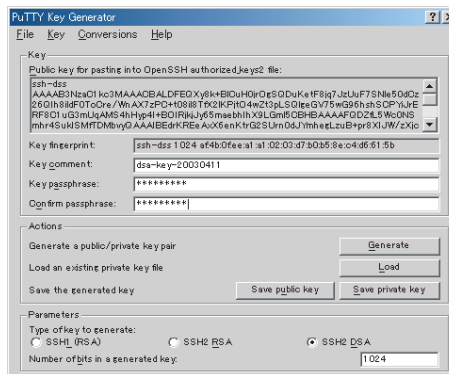 PuTTY Key Generator
File Key Conversions Help
Key
Public key for pasting into OpenSSH authorized_keys2 file:
ssh-dss
Key fingerprint: ssh-dss 1024 af:4b:0f:ee:a1:a1:02:03:d7:b0:b5:8e:c4:d6:61:5b
Key comment: dsa-key-20030411
Key passphrase: *********
Confirm passphrase: *********
Actions
Generate a public/private key pair Generate
Load an existing private key file Load
Save the generated key Save public key Save private key
Parameters
Type of key to generate:
SSH1 (RSA) SSH2 RSA SSH2 DSA
Number of bits in a generated key: 1024